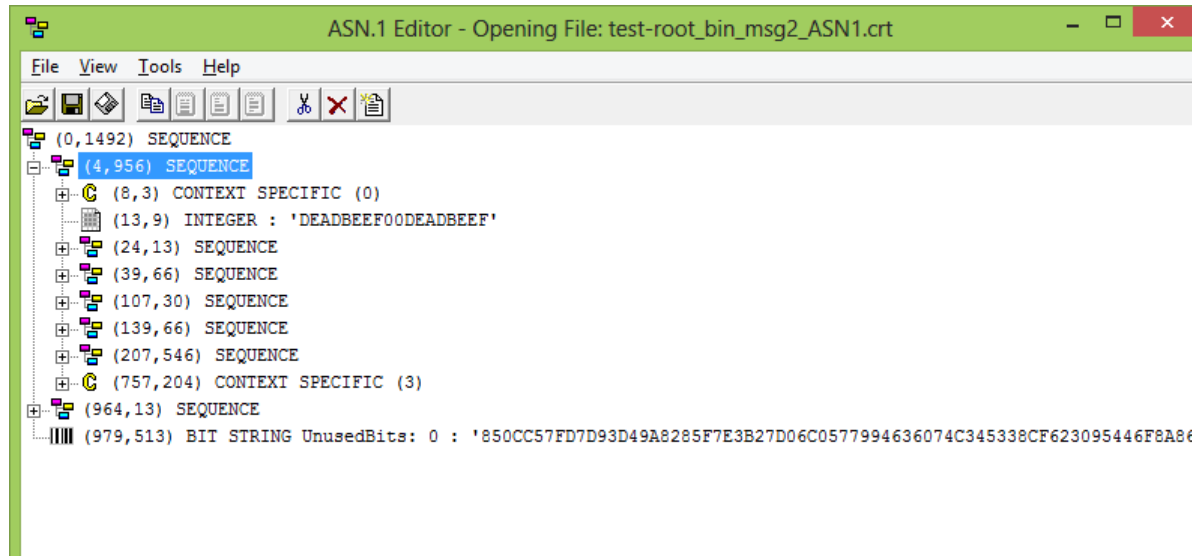 ASN.1 Editor - Opening File: test-root_bin_msg2_ASN1.crt
File View Tools Help
(0,1492) SEQUENCE
(4,956) SEQUENCE
(8,3) CONTEXT SPECIFIC (0)
(13,9) INTEGER : 'DEADBEEF00DEADBEEF'
(24,13) SEQUENCE
(39,66) SEQUENCE
(107,30) SEQUENCE
(139,66) SEQUENCE
(207,546) SEQUENCE
(757,204) CONTEXT SPECIFIC (3)
(964,13) SEQUENCE
(979,513) BIT STRING UnusedBits: 0 : '850CC57FD7D93D49A8285F7E3B27D06C0577994636074C345338CF623095446F8A86